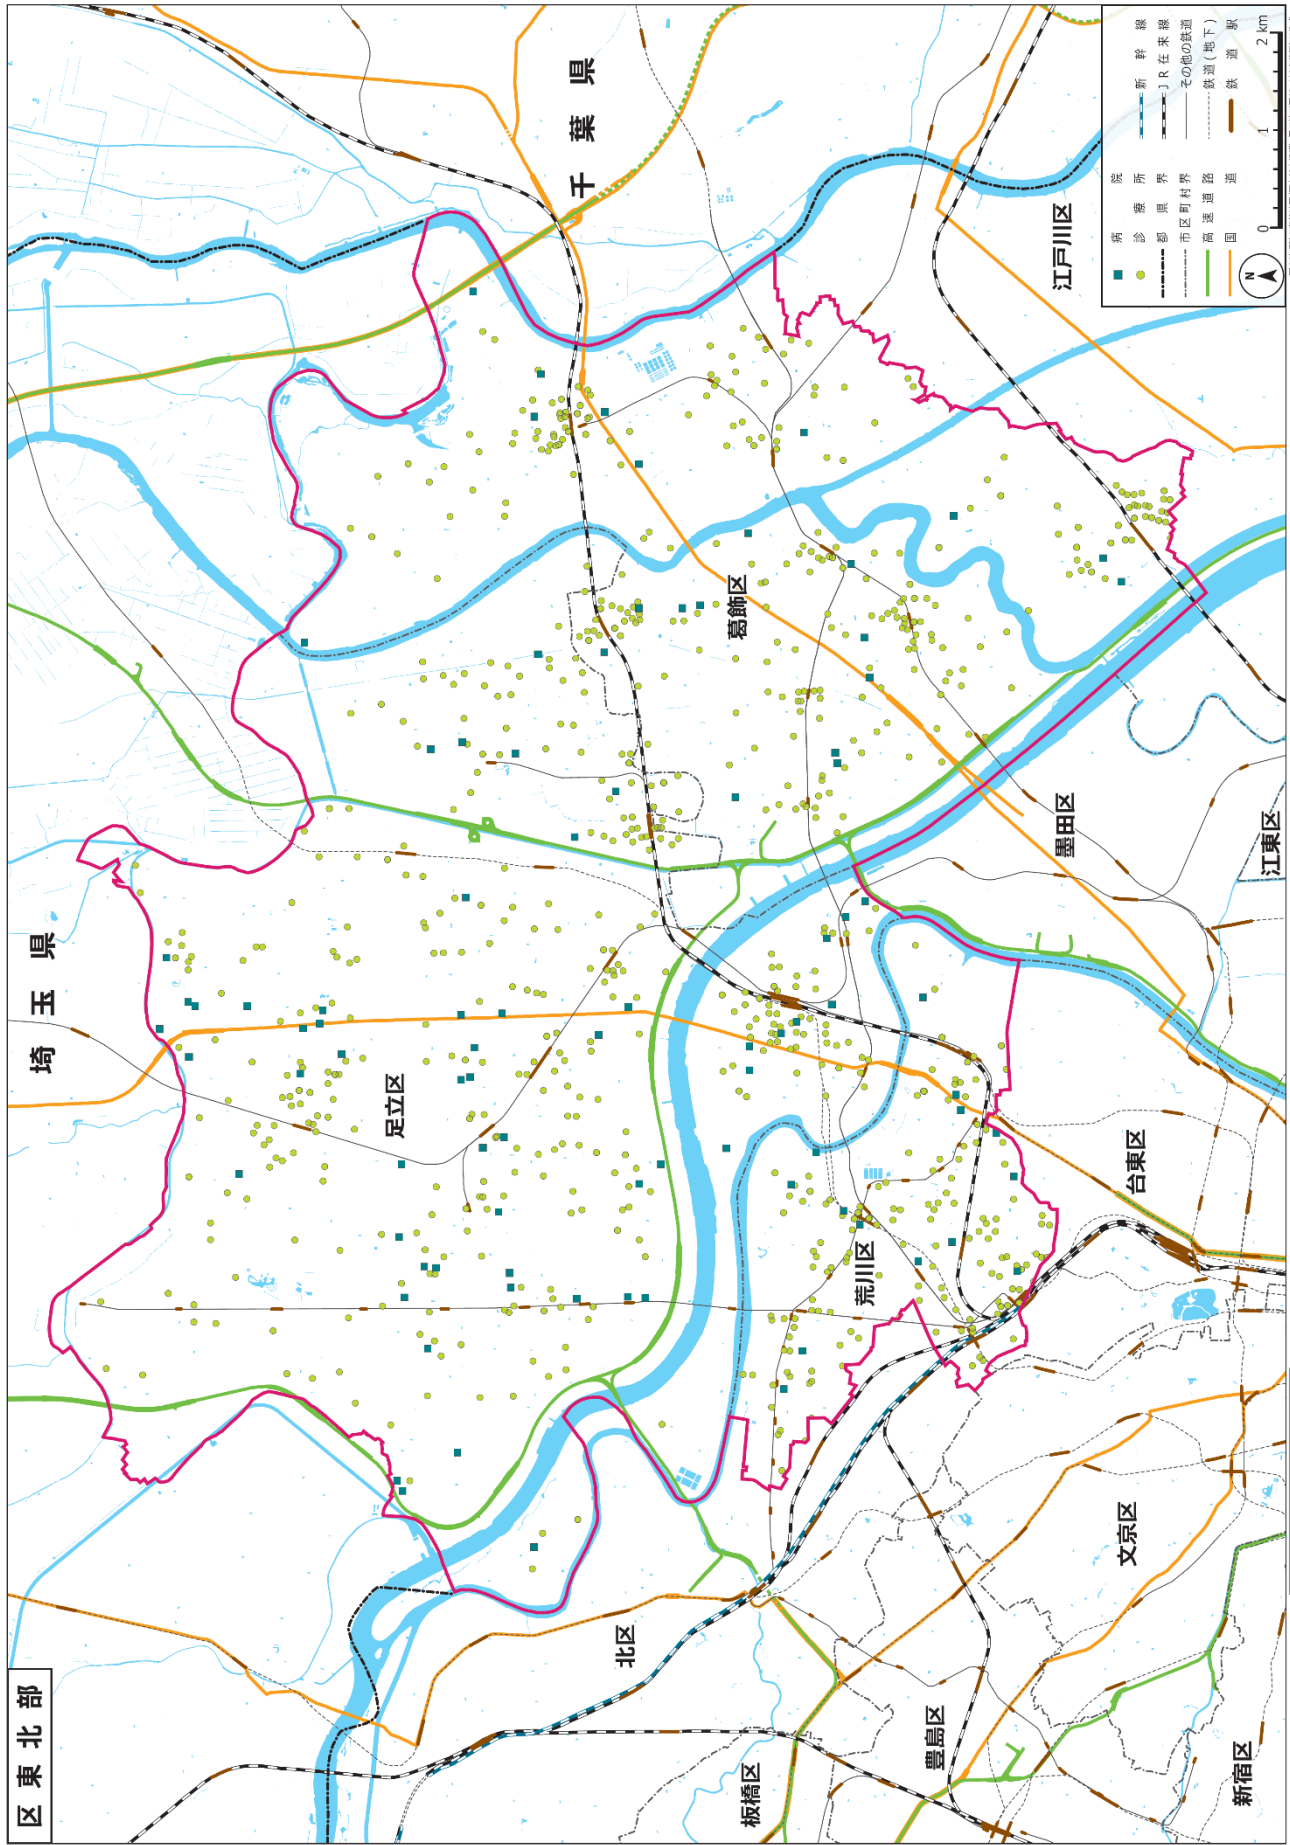 区東北部
埼玉県
千葉県
足立区
葛飾区
荒川区
江戸川区
墨田区
江東区
台東区
文京区
北区
豊島区
板橋区
新宿区
病院
診療所
都県界
市区町村界
高速道路
国道
新幹線
JR在来線
その他の鉄道
鉄道(地下)
鉄道駅
N
0 1 2 km